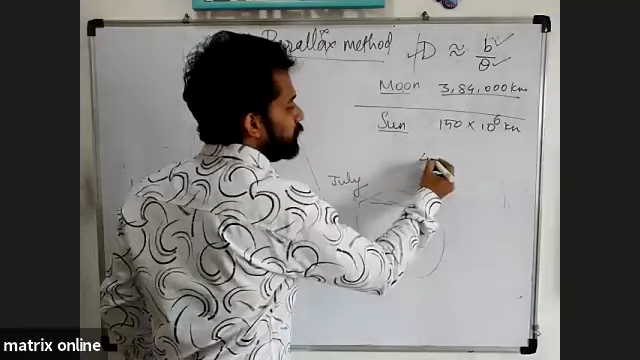 Parallax method D ≈ b/θ
Moon 3,84,000 km
Sun 150 × 10⁶ km
July
matrix online